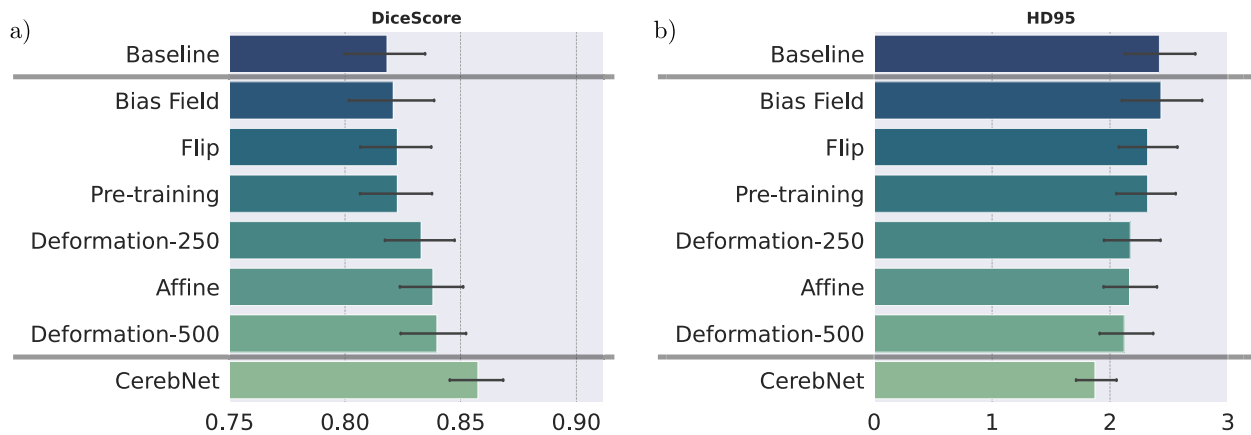 a)
DiceScore
Baseline
Bias Field
Flip
Pre-training
Deformation-250
Affine
Deformation-500
CerebNet
0.75 0.80 0.85 0.90
b)
HD95
Baseline
Bias Field
Flip
Pre-training
Deformation-250
Affine
Deformation-500
CerebNet
0 1 2 3